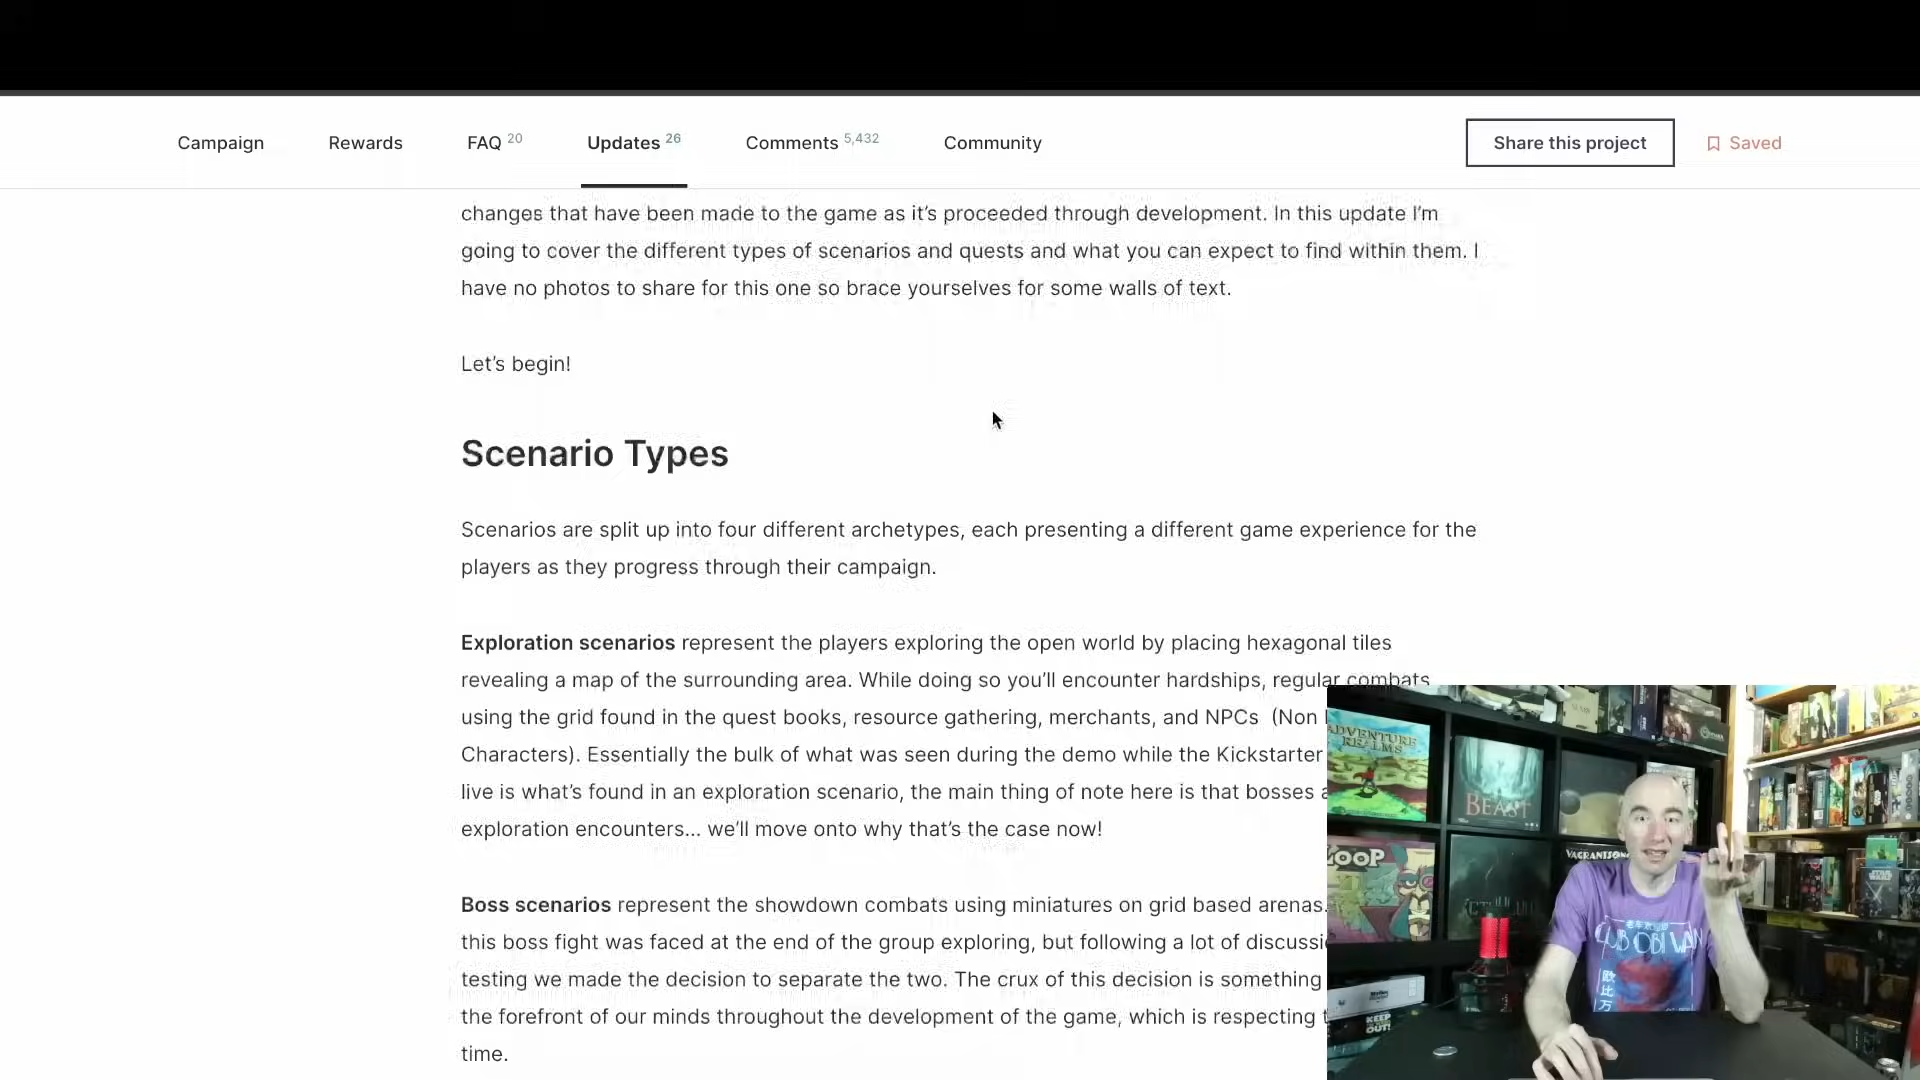 Campaign
Rewards
FAQ 20
Updates 26
Comments 5,432
Community
Share this project
Saved
changes that have been made to the game as it’s proceeded through development. In this update I’m
going to cover the different types of scenarios and quests and what you can expect to find within them. I
have no photos to share for this one so brace yourselves for some walls of text.
Let’s begin!
Scenario Types
Scenarios are split up into four different archetypes, each presenting a different game experience for the
players as they progress through their campaign.
Exploration scenarios represent the players exploring the open world by placing hexagonal tiles
revealing a map of the surrounding area. While doing so you’ll encounter hardships, regular combats
using the grid found in the quest books, resource gathering, merchants, and NPCs (Non
Characters). Essentially the bulk of what was seen during the demo while the Kickstarter
live is what’s found in an exploration scenario, the main thing of note here is that bosses
exploration encounters... we’ll move onto why that’s the case now!
Boss scenarios represent the showdown combats using miniatures on grid based arenas.
this boss fight was faced at the end of the group exploring, but following a lot of
testing we made the decision to separate the two. The crux of this decision is something
the forefront of our minds throughout the development of the game, which is respecting
time.
ADVENTURE
REALMS
BEAST
VAGRANTSONG
LOOP
CTHULHU
STAR
WARS
KEEP
OUT!
CLUB OBI WAN
欧
比
万